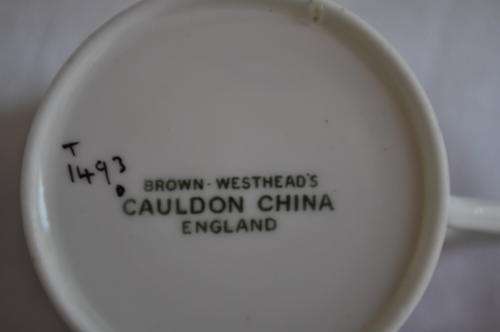 T
1493
BROWN-WESTHEAD'S
CAULDON CHINA
ENGLAND